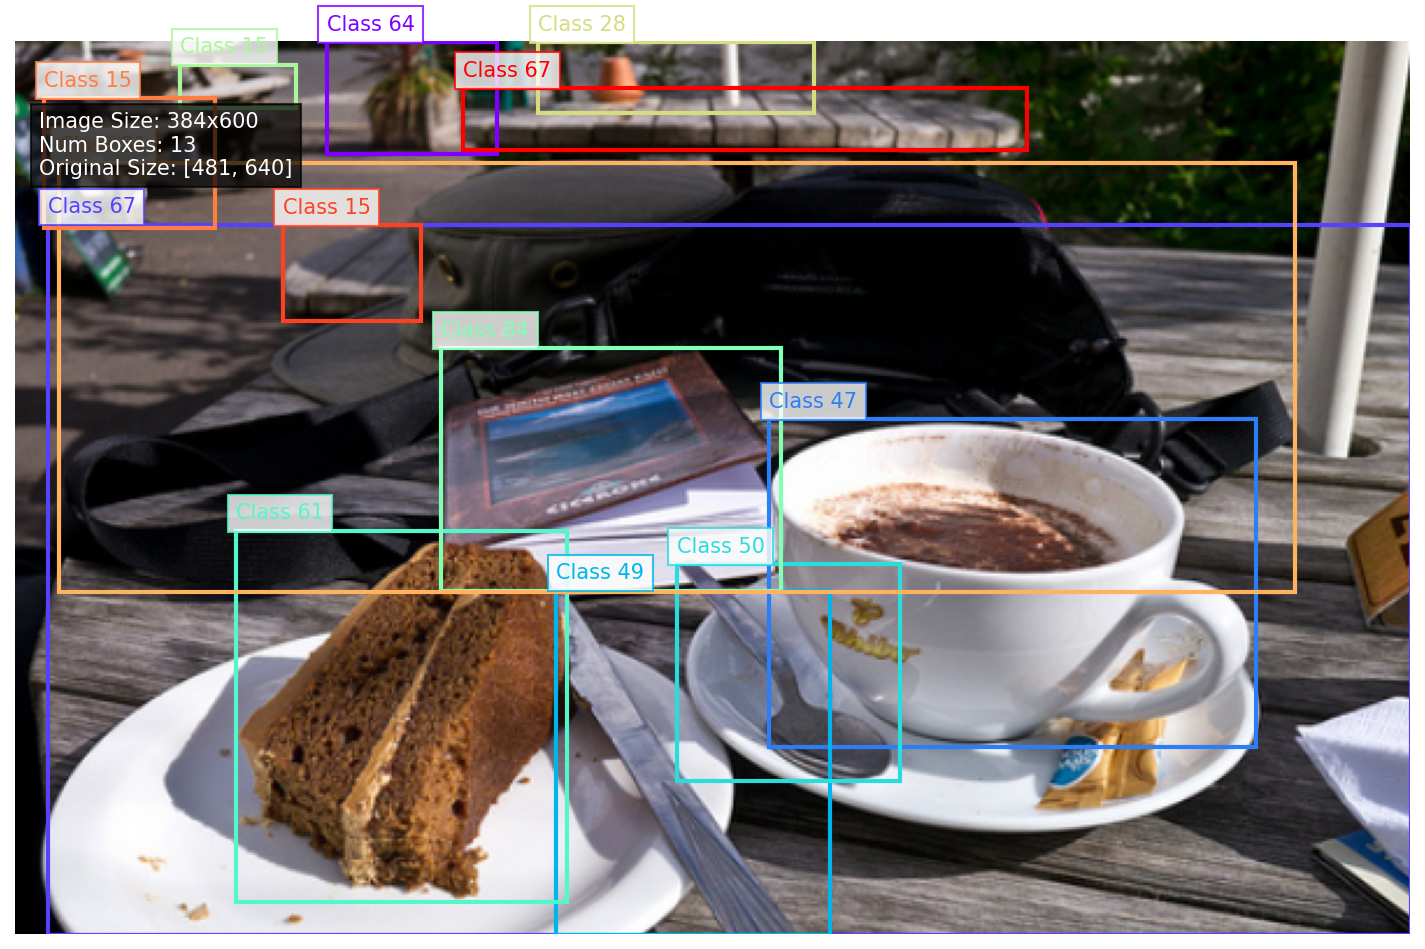 Class 64
Class 28
Class 15
Class 67
Class 15
Image Size: 384x600
Num Boxes: 13
Original Size: [481, 640]
Class 67
Class 15
Class 84
Class 47
CICERONE
Class 61
Class 50
Class 49